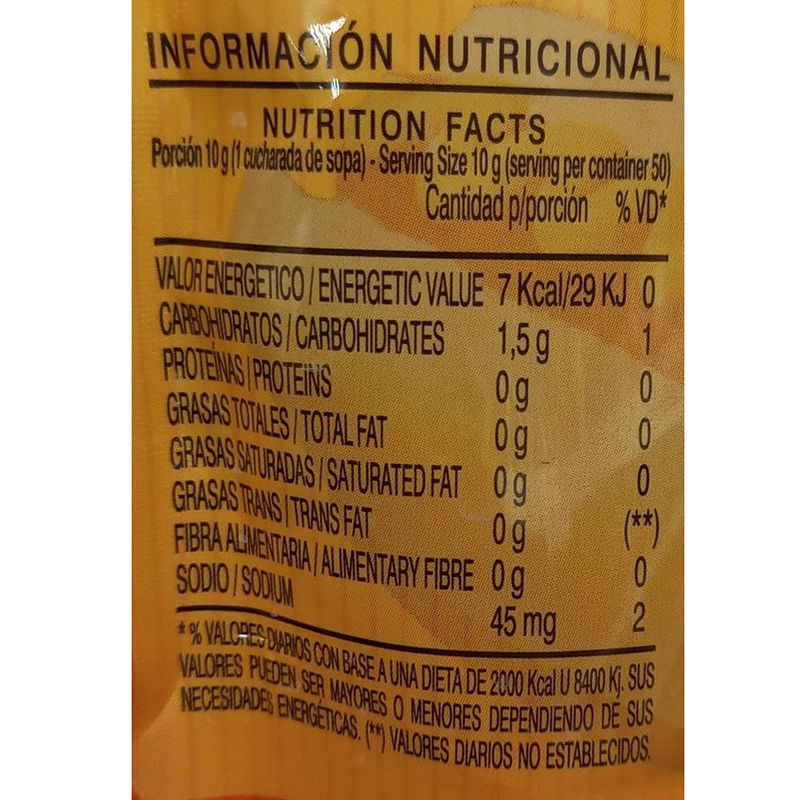 INFORMACIÓN NUTRICIONAL
NUTRITION FACTS
Porción 10 g (1 cucharada de sopa) - Serving Size 10 g (serving per container 50)
Cantidad p/porción % VD*
VALOR ENERGETICO / ENERGETIC VALUE 7 Kcal/29 KJ 0
CARBOHIDRATOS / CARBOHIDRATES 1,5 g 1
PROTEÍNAS / PROTEINS 0 g 0
GRASAS TOTALES / TOTAL FAT 0 g 0
GRASAS SATURADAS / SATURATED FAT 0 g 0
GRASAS TRANS / TRANS FAT 0 g (**)
FIBRA ALIMENTARIA / ALIMENTARY FIBRE 0 g 0
SODIO / SODIUM 45 mg 2
* % VALORES DIARIOS CON BASE A UNA DIETA DE 2000 Kcal U 8400 Kj. SUS
VALORES PUEDEN SER MAYORES O MENORES DEPENDIENDO DE SUS
NECESIDADES ENERGÉTICAS. (**) VALORES DIARIOS NO ESTABLECIDOS.